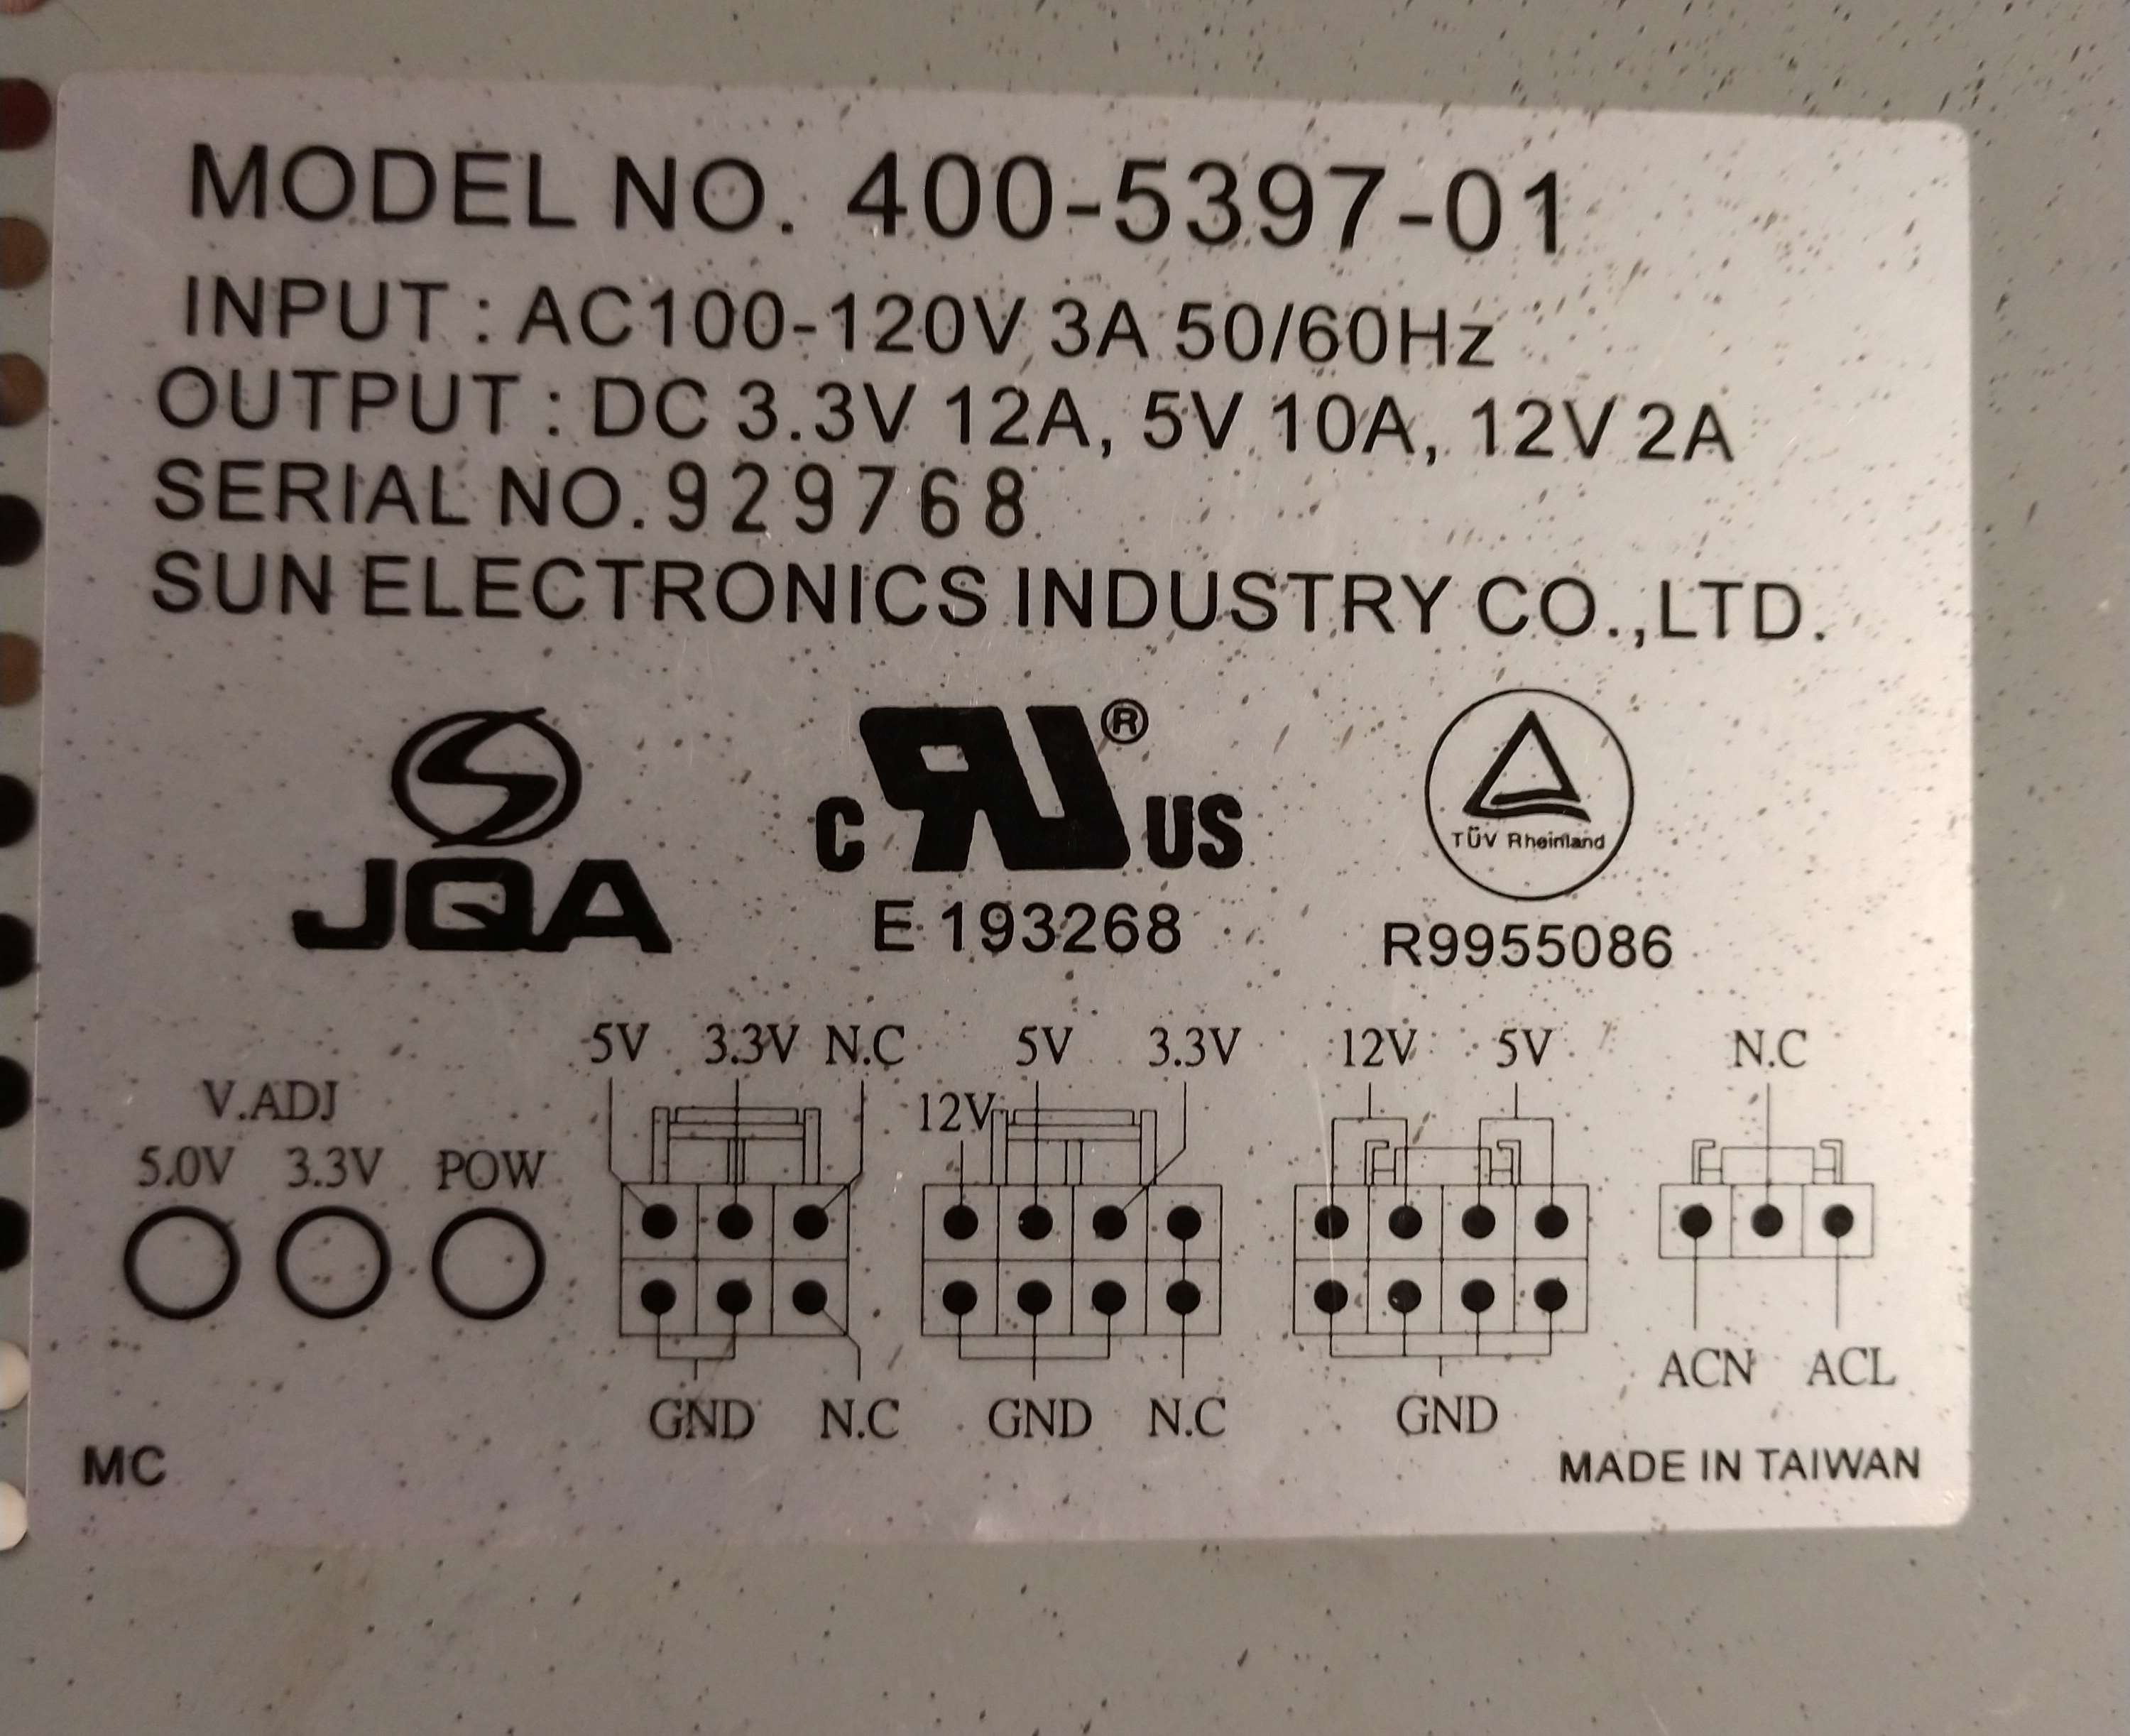 MODEL NO. 400-5397-01
INPUT : AC100-120V 3A 50/60Hz
OUTPUT : DC 3.3V 12A, 5V 10A, 12V 2A
SERIAL NO. 929768
SUN ELECTRONICS INDUSTRY CO.,LTD.
JQA
C RU ® US
E 193268
TÜV Rheinland
R9955086
V.ADJ
5.0V 3.3V POW
5V 3.3V N.C
GND N.C
12V 5V 3.3V
GND N.C
12V 5V
GND
N.C
ACN ACL
MC
MADE IN TAIWAN